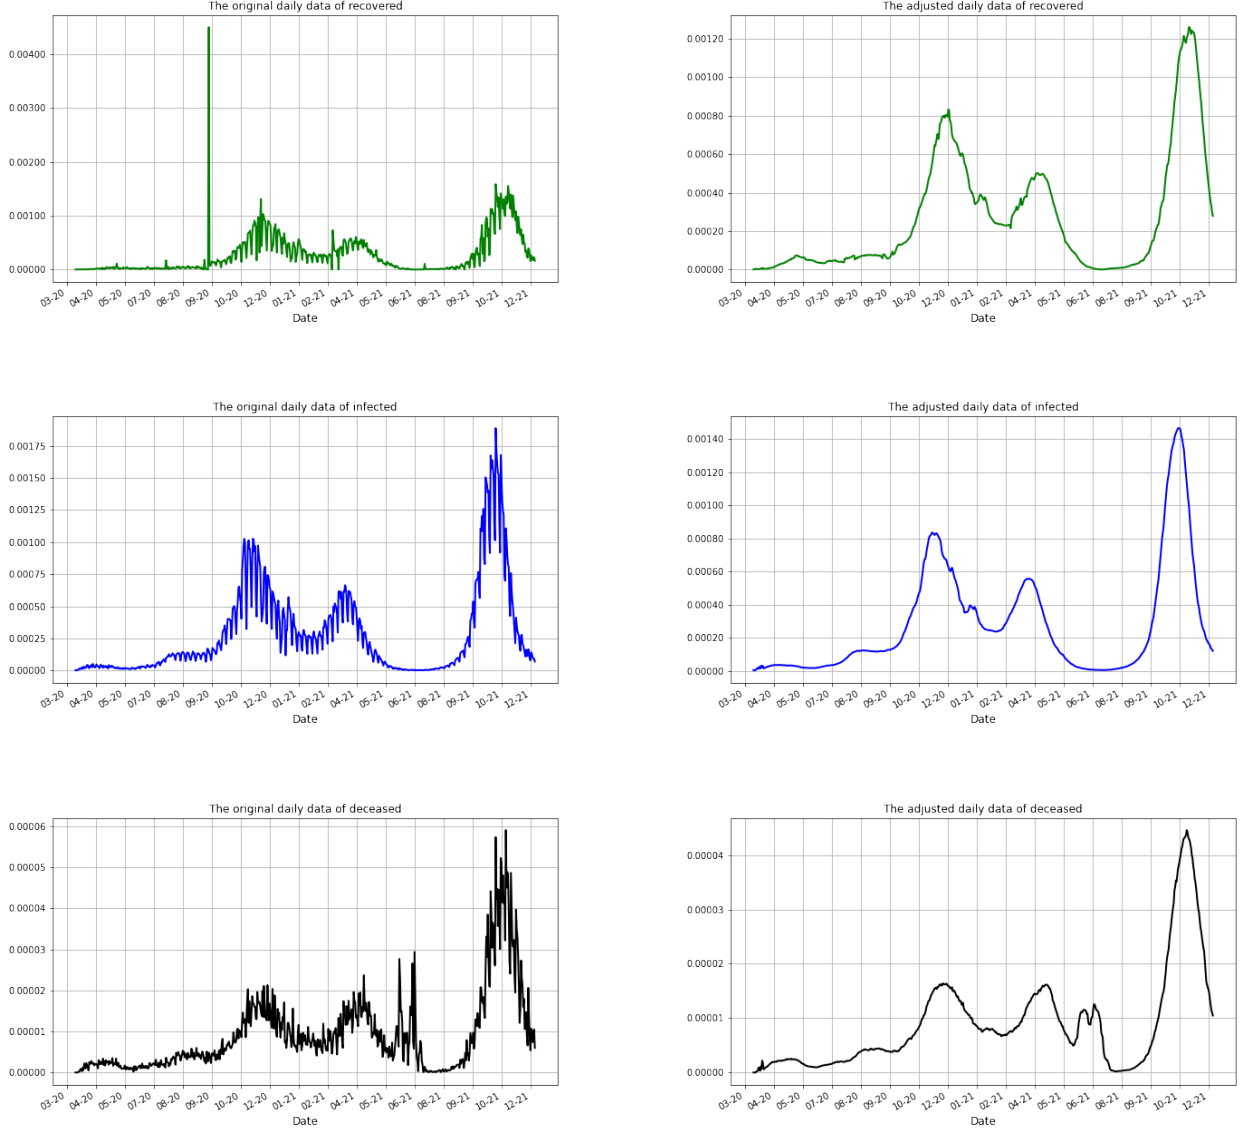 The original daily data of recovered
0.00400
0.00300
0.00200
0.00100
0.00000
03-20 04-20 05-20 07-20 08-20 09-20 10-20 12-20 01-21 02-21 04-21 05-21 06-21 08-21 09-21 10-21 12-21
Date
The adjusted daily data of recovered
0.00120
0.00100
0.00080
0.00060
0.00040
0.00020
0.00000
03-20 04-20 05-20 07-20 08-20 09-20 10-20 12-20 01-21 02-21 04-21 05-21 06-21 08-21 09-21 10-21 12-21
Date
The original daily data of infected
0.00175
0.00150
0.00125
0.00100
0.00075
0.00050
0.00025
0.00000
03-20 04-20 05-20 07-20 08-20 09-20 10-20 12-20 01-21 02-21 04-21 05-21 06-21 08-21 09-21 10-21 12-21
Date
The adjusted daily data of infected
0.00140
0.00120
0.00100
0.00080
0.00060
0.00040
0.00020
0.00000
03-20 04-20 05-20 07-20 08-20 09-20 10-20 12-20 01-21 02-21 04-21 05-21 06-21 08-21 09-21 10-21 12-21
Date
The original daily data of deceased
0.00006
0.00005
0.00004
0.00003
0.00002
0.00001
0.00000
03-20 04-20 05-20 07-20 08-20 09-20 10-20 12-20 01-21 02-21 04-21 05-21 06-21 08-21 09-21 10-21 12-21
Date
The adjusted daily data of deceased
0.00004
0.00003
0.00002
0.00001
0.00000
03-20 04-20 05-20 07-20 08-20 09-20 10-20 12-20 01-21 02-21 04-21 05-21 06-21 08-21 09-21 10-21 12-21
Date